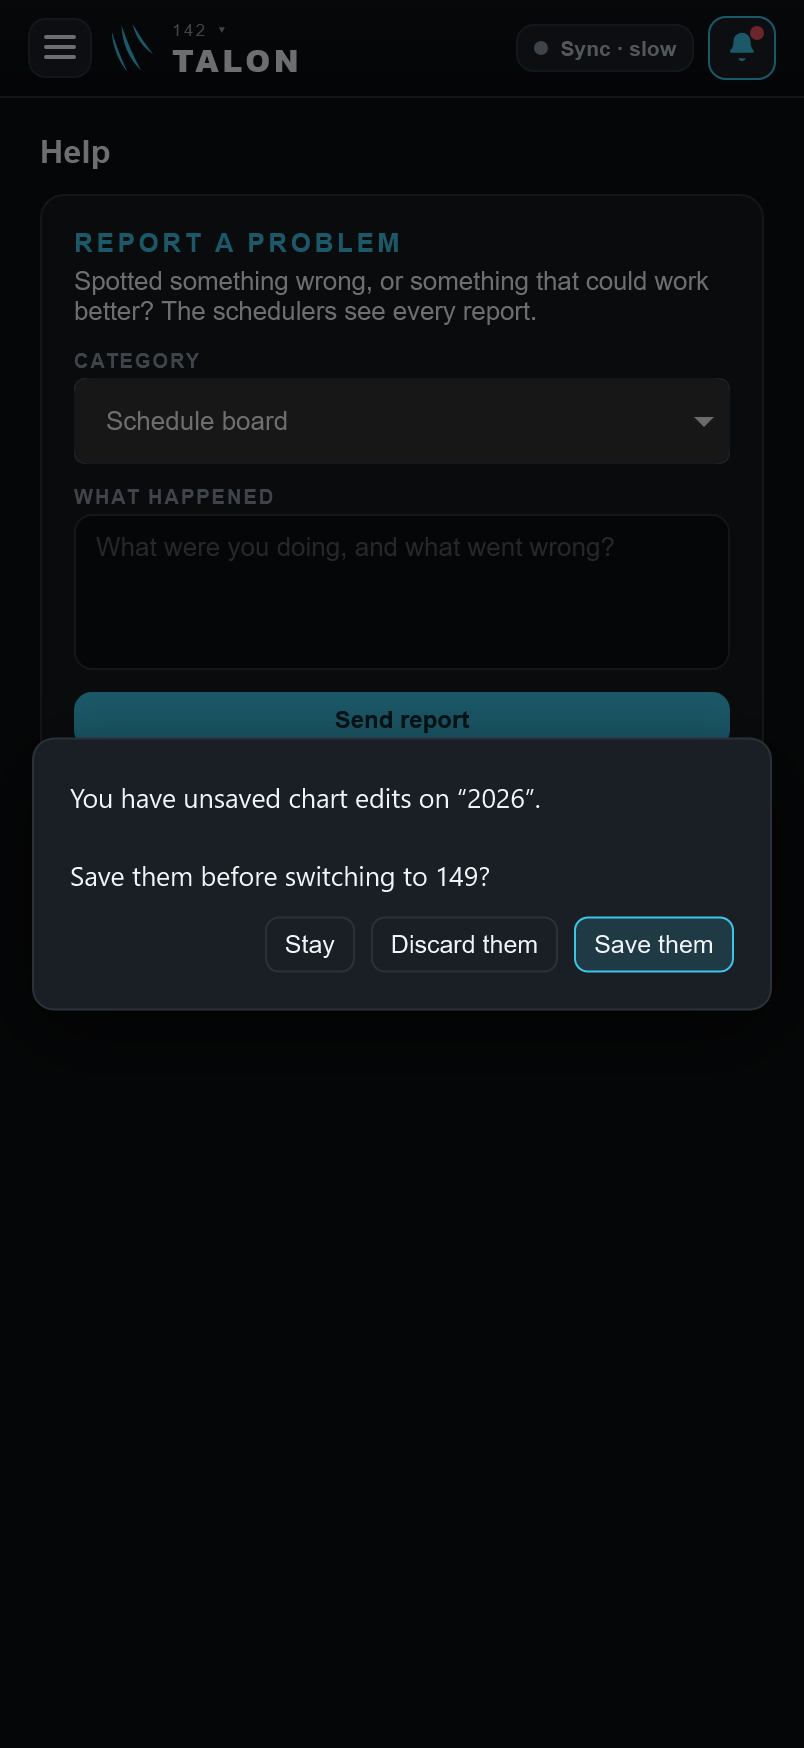 142 ▾
TALON
Sync · slow
Help
REPORT A PROBLEM
Spotted something wrong, or something that could work
better? The schedulers see every report.
CATEGORY
Schedule board
WHAT HAPPENED
What were you doing, and what went wrong?
Send report
You have unsaved chart edits on “2026”.
Save them before switching to 149?
Stay
Discard them
Save them